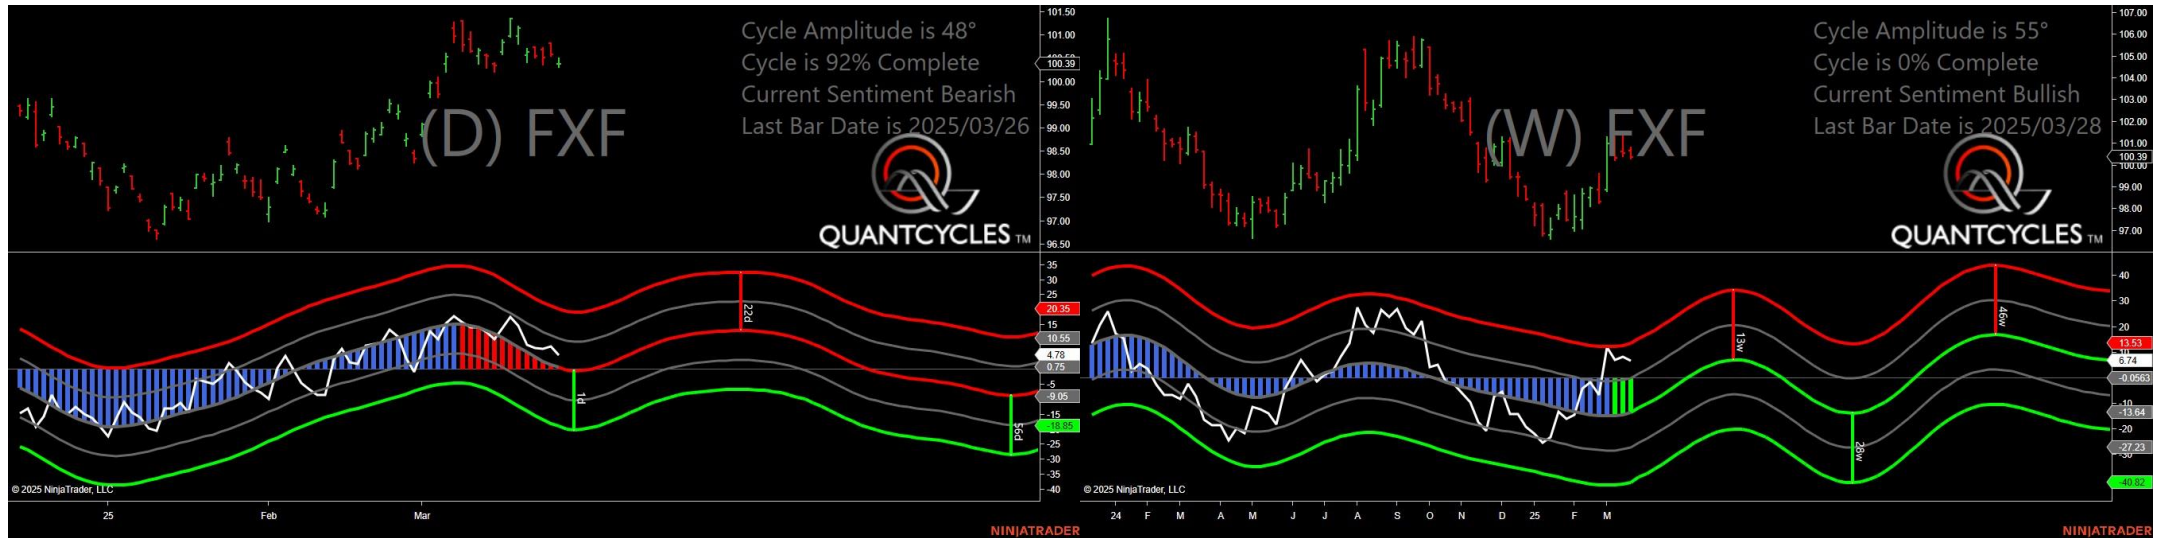 Cycle Amplitude is 48°
Cycle is 92% Complete
Current Sentiment Bearish
Last Bar Date is 2025/03/26
(D) FXF
QUANTCYCLES TM
101.50
101.00
100.39
100.00
99.50
99.00
98.50
98.00
97.50
97.00
96.50
35
30
25
20.35
15
10.55
4.78
0.75
-5
-9.05
-15
-18.85
-25
-30
-35
-40
22d
1d
56d
© 2025 NinjaTrader, LLC
25 Feb Mar
NINJATRADER
Cycle Amplitude is 55°
Cycle is 0% Complete
Current Sentiment Bullish
Last Bar Date is 2025/03/28
(W) FXF
QUANTCYCLES TM
107.00
106.00
105.00
104.00
103.00
102.00
101.00
100.39
100.00
99.00
98.00
97.00
40
30
20
13.53
6.74
-0.0563
-10
-13.64
-20
-27.23
-30
-40.82
13w
28w
46w
© 2025 NinjaTrader, LLC
24 F M A M J J A S O N D 25 F M
NINJATRADER